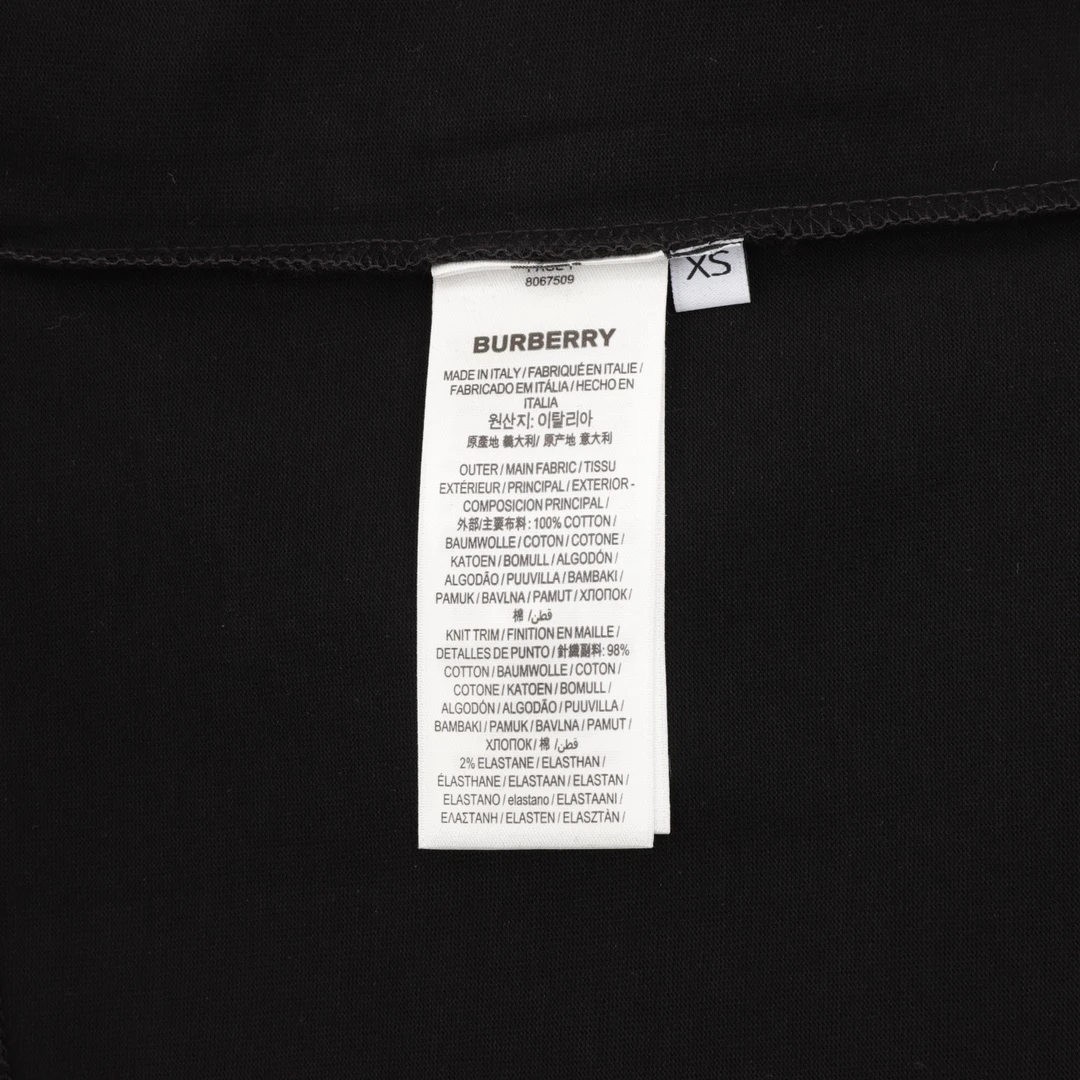 8067509
XS
BURBERRY
MADE IN ITALY / FABRIQUÉ EN ITALIE /
FABRICADO EM ITÁLIA / HECHO EN
ITALIA
원산지: 이탈리아
原產地 義大利/ 原产地 意大利
OUTER / MAIN FABRIC / TISSU
EXTÉRIEUR / PRINCIPAL / EXTERIOR -
COMPOSICION PRINCIPAL /
外部/主要布料: 100% COTTON /
BAUMWOLLE / COTON / COTONE /
KATOEN / BOMULL / ALGODÓN /
ALGODÃO / PUUVILLA / BAMBAKI /
PAMUK / BAVLNA / PAMUT / ХЛОПОК /
棉 / قطن/
KNIT TRIM / FINITION EN MAILLE /
DETALLES DE PUNTO / 針織副料: 98%
COTTON / BAUMWOLLE / COTON /
COTONE / KATOEN / BOMULL /
ALGODÓN / ALGODÃO / PUUVILLA /
BAMBAKI / PAMUK / BAVLNA / PAMUT /
ХЛОПОК / 棉 / قطن/
2% ELASTANE / ELASTHAN /
ÉLASTHANE / ELASTAAN / ELASTAN /
ELASTANO / elastano / ELASTAANI /
ΕΛΑΣΤΑΝΗ / ELASTEN / ELASZTÀN /